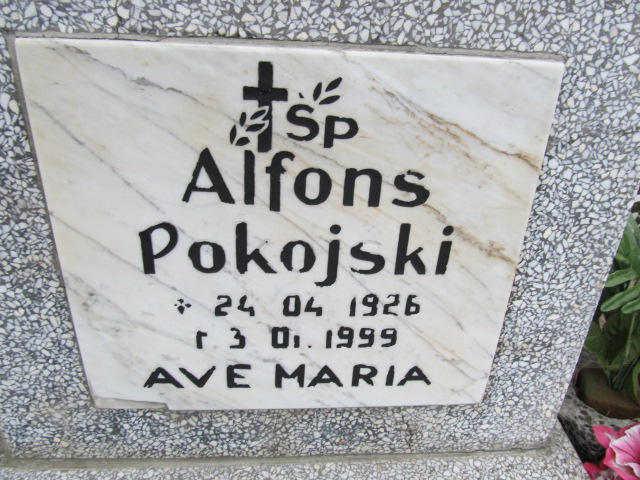 Śp
Alfons
Pokojski
* 24 04 1926
† 3 01.1999
AVE MARIA